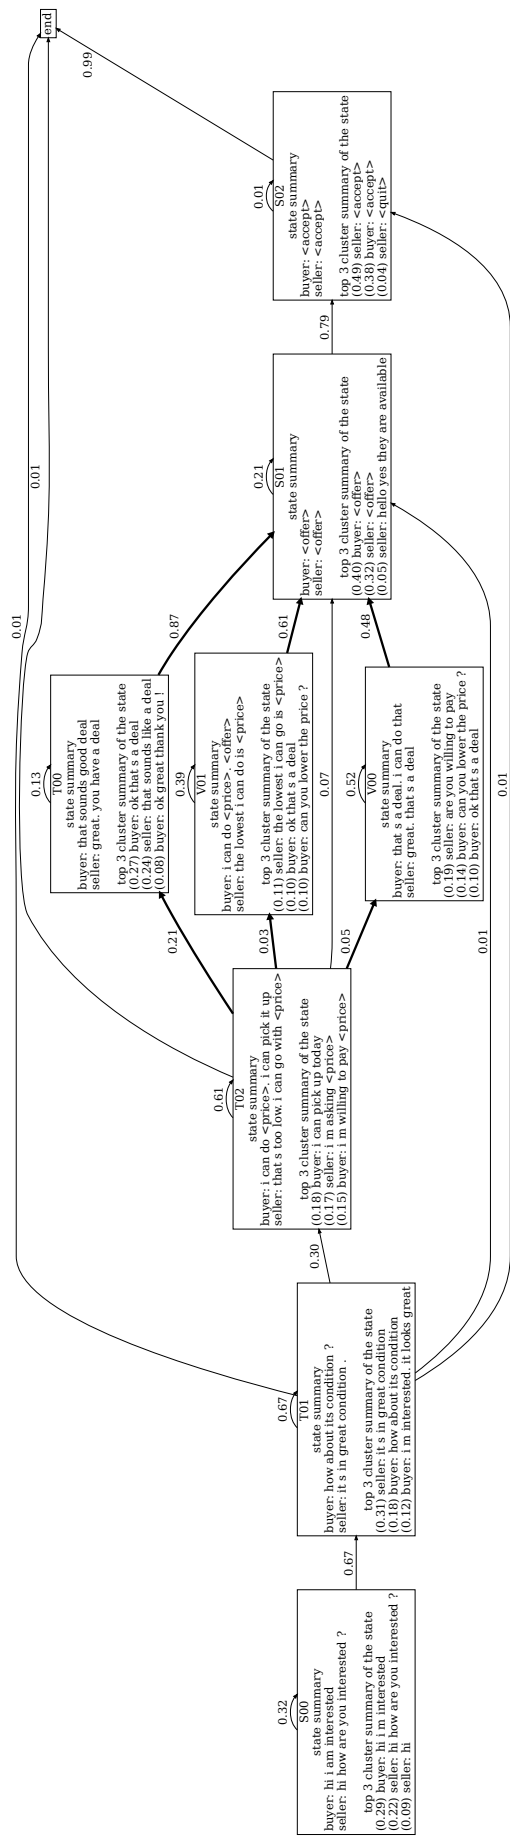 0.32
S00
state summary
buyer: hi i am interested
seller: hi how are you interested ?
top 3 cluster summary of the state
(0.29) buyer: hi i m interested
(0.22) seller: hi how are you interested ?
(0.09) seller: hi
0.67
0.67
T01
state summary
buyer: how about its condition ?
seller: it s in great condition .
top 3 cluster summary of the state
(0.31) seller: it s in great condition
(0.18) buyer: how about its condition
(0.12) buyer: i m interested. it looks great
0.30
0.61
T02
state summary
buyer: i can do <price>. i can pick it up
seller: that s too low. i can go with <price>
top 3 cluster summary of the state
(0.18) buyer: i can pick up today
(0.17) seller: i m asking <price>
(0.15) buyer: i m willing to pay <price>
0.21
0.03
0.05
0.07
0.13
T00
state summary
buyer: that sounds good deal
seller: great. you have a deal
top 3 cluster summary of the state
(0.27) buyer: ok that s a deal
(0.24) seller: that sounds like a deal
(0.08) buyer: ok great thank you !
0.39
V01
state summary
buyer: i can do <price>. <offer>
seller: the lowest i can do is <price>
top 3 cluster summary of the state
(0.11) seller: the lowest i can go is <price>
(0.10) buyer: ok that s a deal
(0.10) buyer: can you lower the price ?
0.52
V00
state summary
buyer: that s a deal. i can do that
seller: great. that s a deal
top 3 cluster summary of the state
(0.19) seller: are you willing to pay
(0.14) buyer: can you lower the price ?
(0.10) buyer: ok that s a deal
0.01
0.01
0.01
0.01
0.87
0.61
0.48
0.21
S01
state summary
buyer: <offer>
seller: <offer>
top 3 cluster summary of the state
(0.40) buyer: <offer>
(0.32) seller: <offer>
(0.05) seller: hello yes they are available
0.79
0.01
S02
state summary
buyer: <accept>
seller: <accept>
top 3 cluster summary of the state
(0.49) seller: <accept>
(0.38) buyer: <accept>
(0.04) seller: <quit>
0.99
end